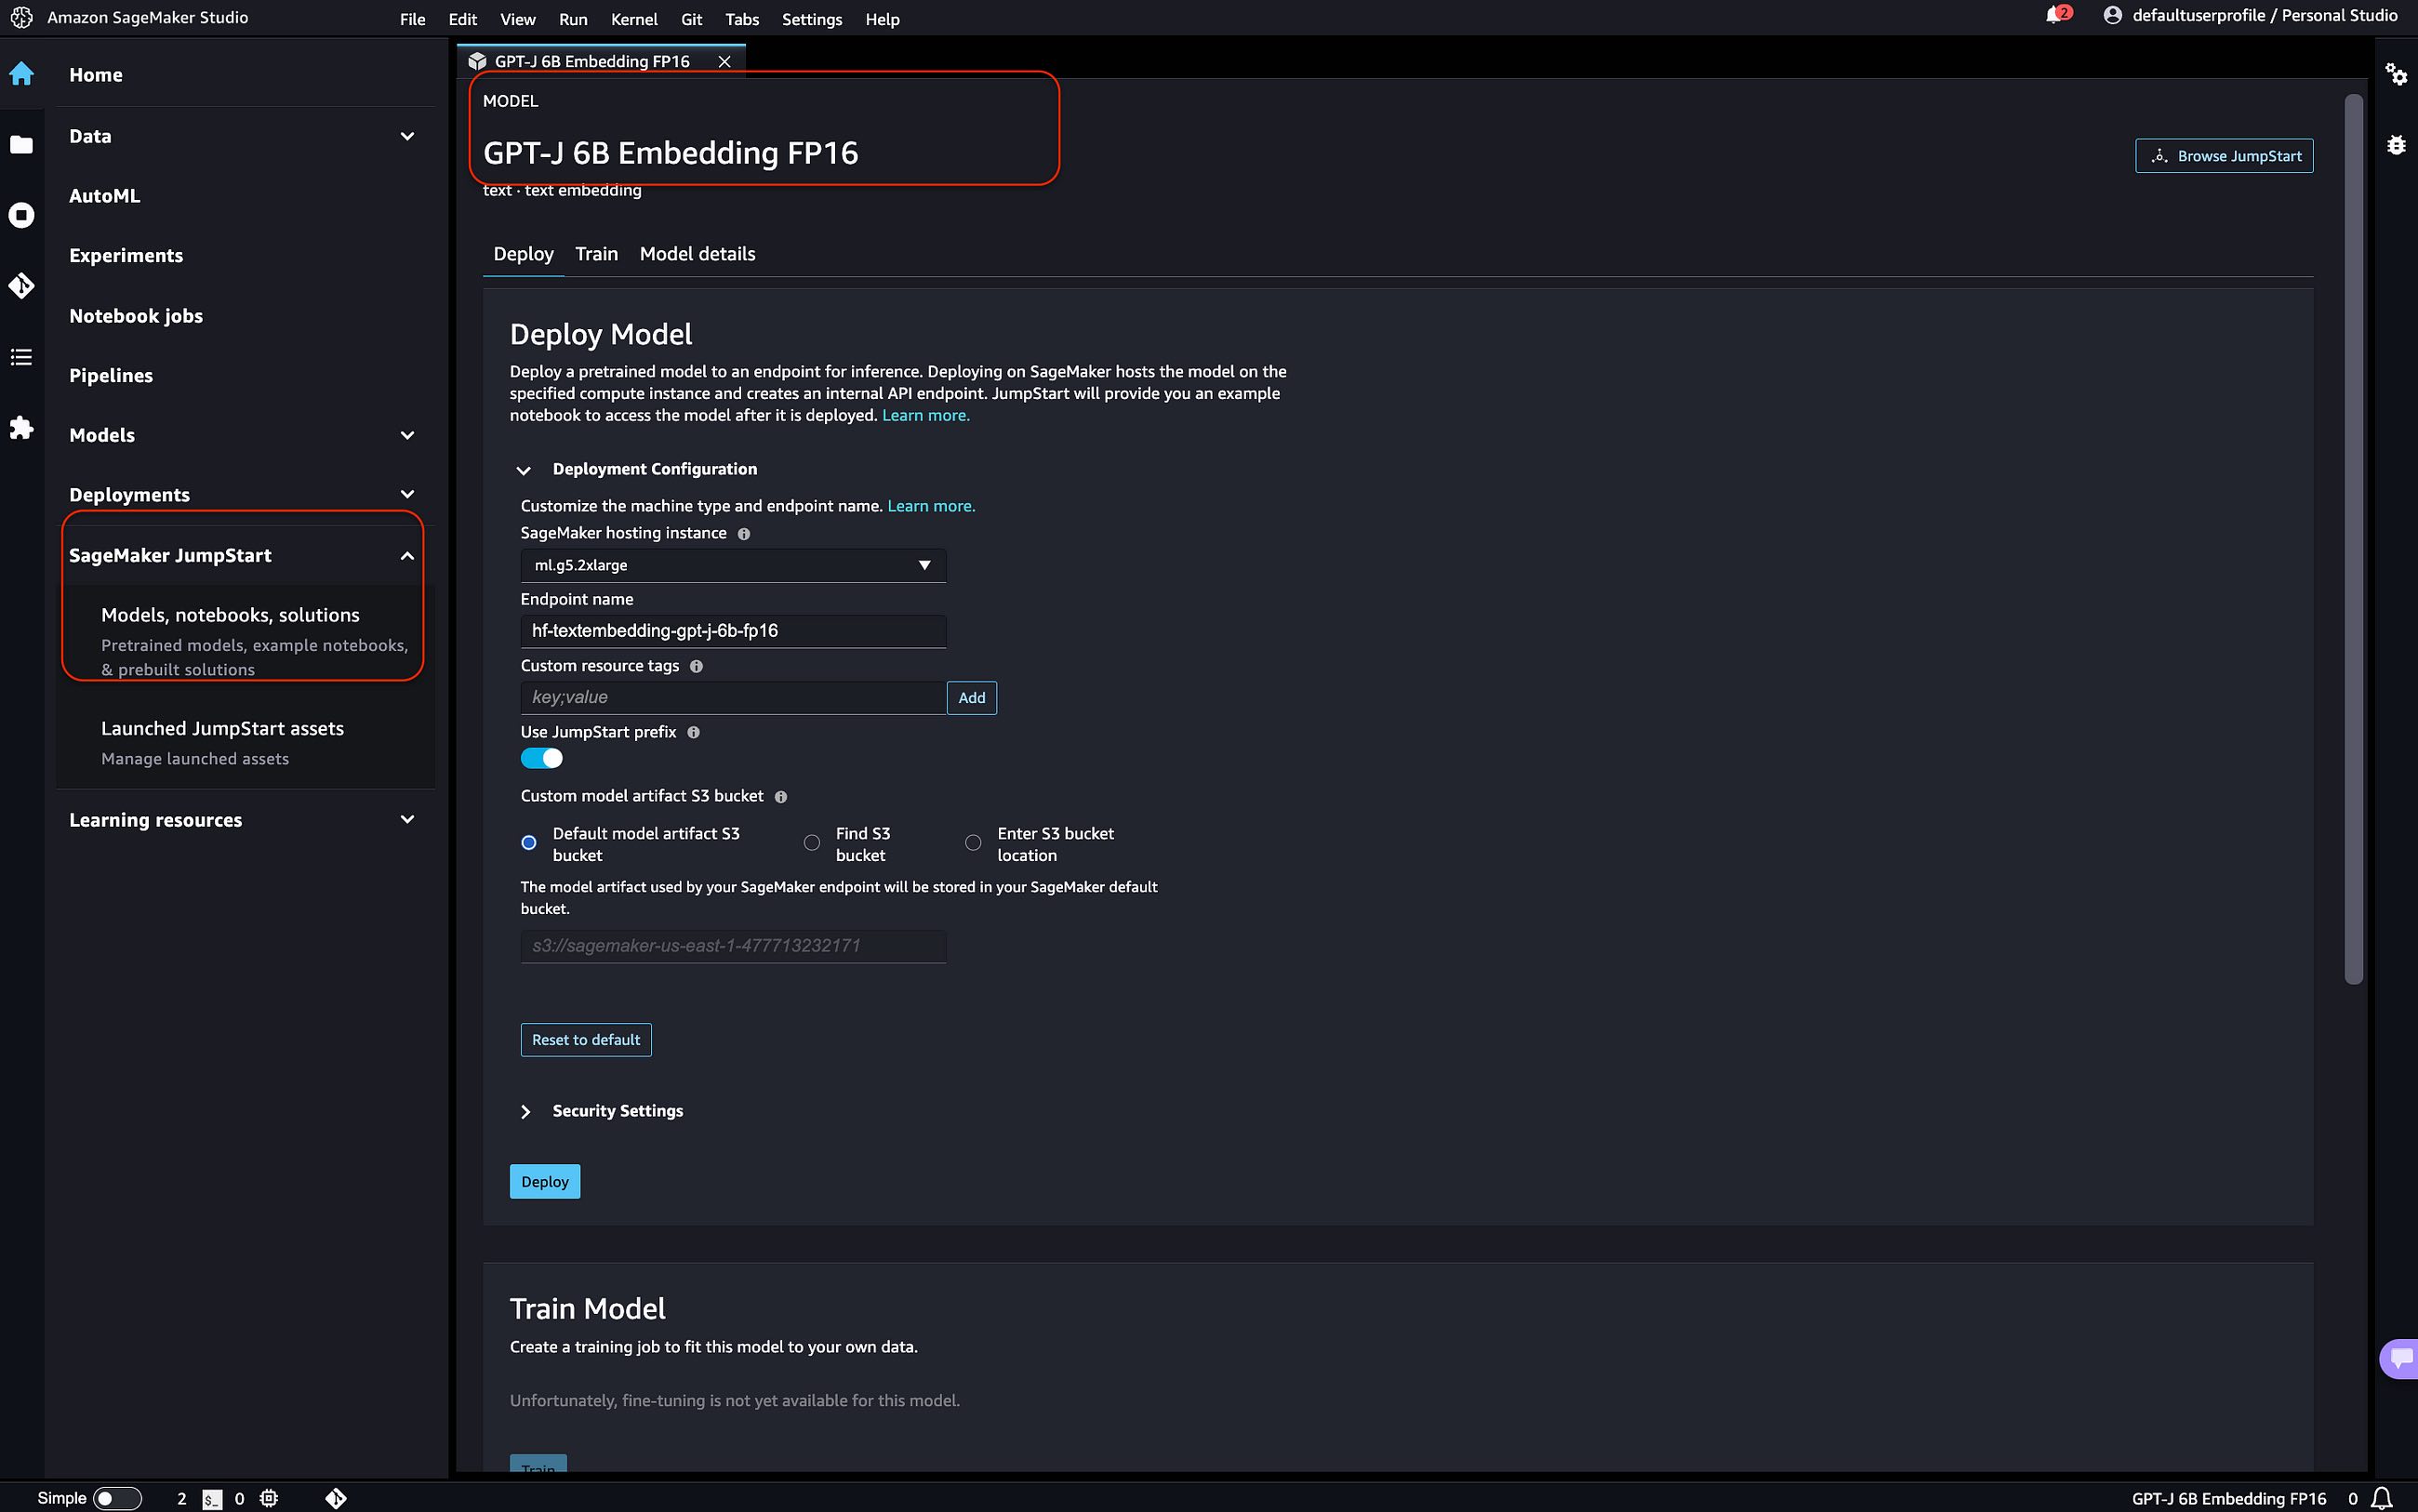 Amazon SageMaker Studio
File Edit View Run Kernel Git Tabs Settings Help
2
defaultuserprofile / Personal Studio
Home
Data
AutoML
Experiments
Notebook jobs
Pipelines
Models
Deployments
SageMaker JumpStart
Models, notebooks, solutions
Pretrained models, example notebooks,
& prebuilt solutions
Launched JumpStart assets
Manage launched assets
Learning resources
GPT-J 6B Embedding FP16
MODEL
GPT-J 6B Embedding FP16
text · text embedding
Browse JumpStart
Deploy Train Model details
Deploy Model
Deploy a pretrained model to an endpoint for inference. Deploying on SageMaker hosts the model on the
specified compute instance and creates an internal API endpoint. JumpStart will provide you an example
notebook to access the model after it is deployed. Learn more.
Deployment Configuration
Customize the machine type and endpoint name. Learn more.
SageMaker hosting instance
ml.g5.2xlarge
Endpoint name
hf-textembedding-gpt-j-6b-fp16
Custom resource tags
key;value
Add
Use JumpStart prefix
Custom model artifact S3 bucket
Default model artifact S3
bucket
Find S3
bucket
Enter S3 bucket
location
The model artifact used by your SageMaker endpoint will be stored in your SageMaker default
bucket.
s3://sagemaker-us-east-1-477713232171
Reset to default
Security Settings
Deploy
Train Model
Create a training job to fit this model to your own data.
Unfortunately, fine-tuning is not yet available for this model.
Train
Simple
2 $_ 0
GPT-J 6B Embedding FP16 0